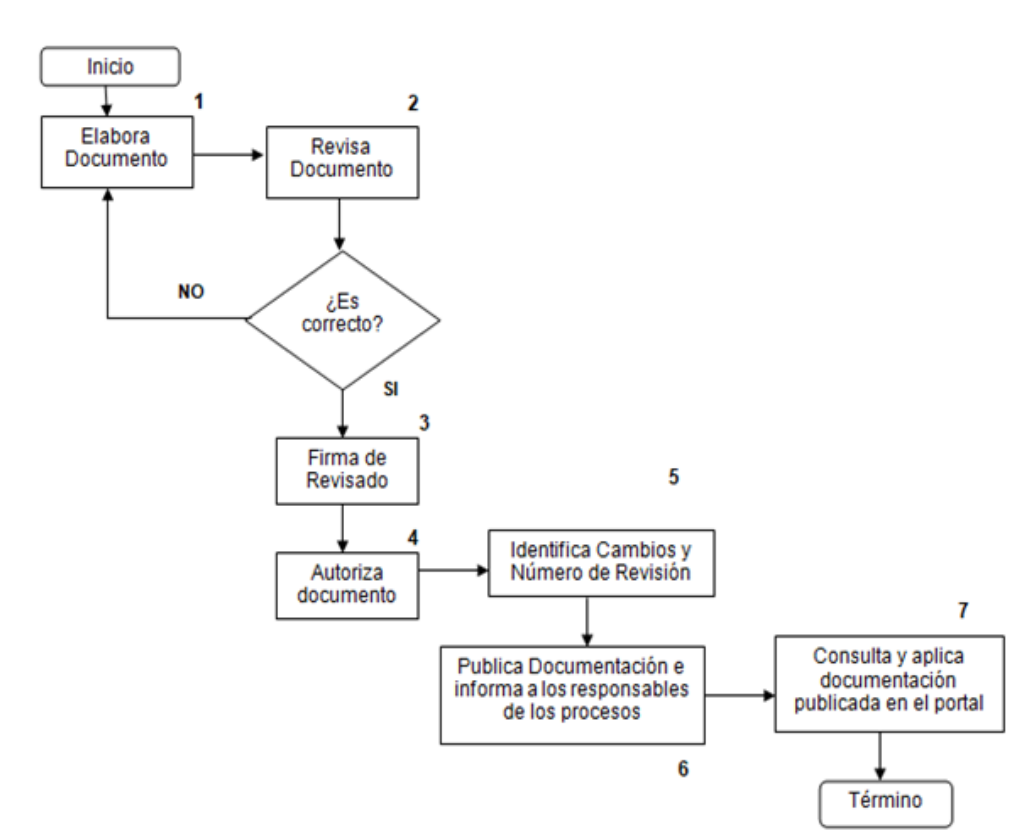 Inicio
1
Elabora
Documento
2
Revisa
Documento
NO
¿Es
correcto?
SI
3
Firma de
Revisado
4
Autoriza
documento
5
Identifica Cambios y
Número de Revisión
Publica Documentación e
informa a los responsables
de los procesos
6
7
Consulta y aplica
documentación
publicada en el portal
Término